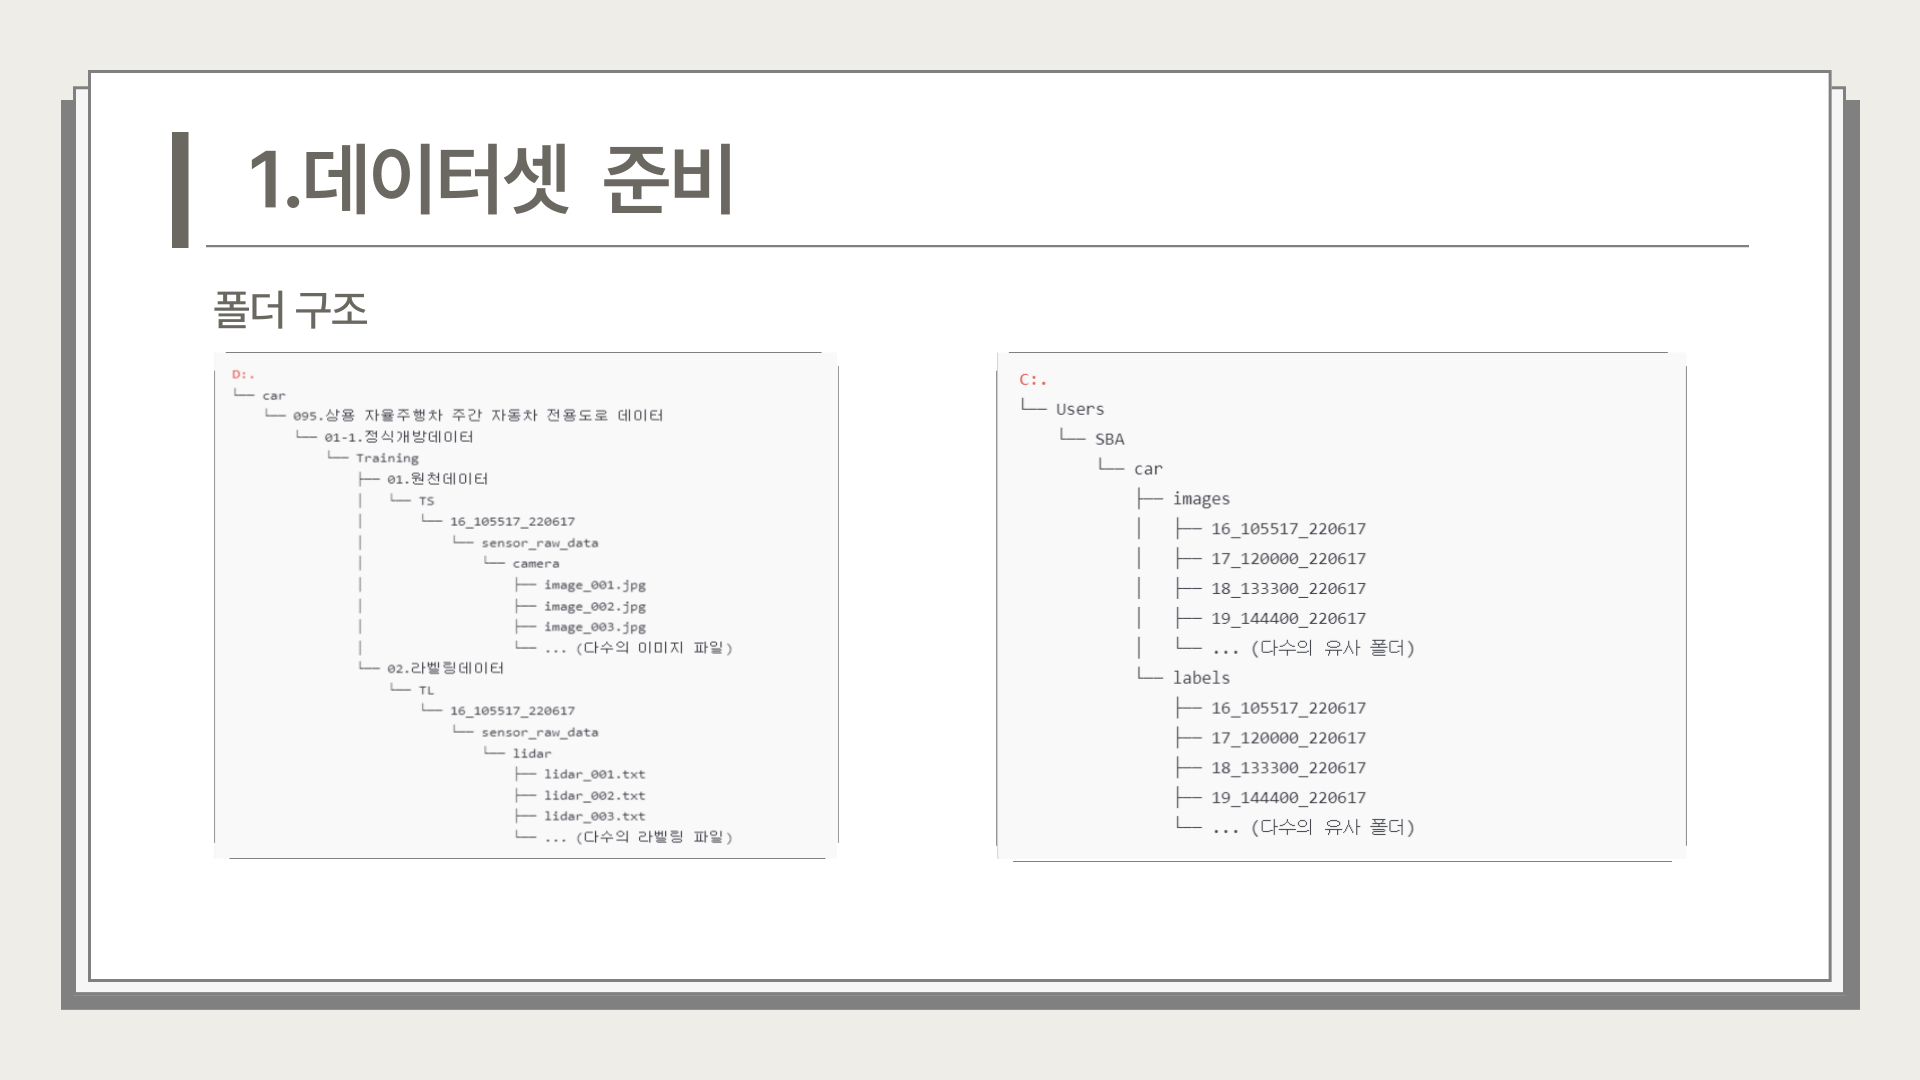 1.데이터셋 준비
폴더 구조
D:.
└── car
    └── 095.상용 자율주행차 주간 자동차 전용도로 데이터
        └── 01-1.정식개방데이터
            └── Training
                ├── 01.원천데이터
                │   └── TS
                │       └── 16_105517_220617
                │           └── sensor_raw_data
                │               └── camera
                │                   ├── image_001.jpg
                │                   ├── image_002.jpg
                │                   ├── image_003.jpg
                │                   └── ... (다수의 이미지 파일)
                └── 02.라벨링데이터
                    └── TL
                        └── 16_105517_220617
                            └── sensor_raw_data
                                └── lidar
                                    ├── lidar_001.txt
                                    ├── lidar_002.txt
                                    ├── lidar_003.txt
                                    └── ... (다수의 라벨링 파일)
C:.
└── Users
    └── SBA
        └── car
            ├── images
            │   ├── 16_105517_220617
            │   ├── 17_120000_220617
            │   ├── 18_133300_220617
            │   ├── 19_144400_220617
            │   └── ... (다수의 유사 폴더)
            └── labels
                ├── 16_105517_220617
                ├── 17_120000_220617
                ├── 18_133300_220617
                ├── 19_144400_220617
                └── ... (다수의 유사 폴더)